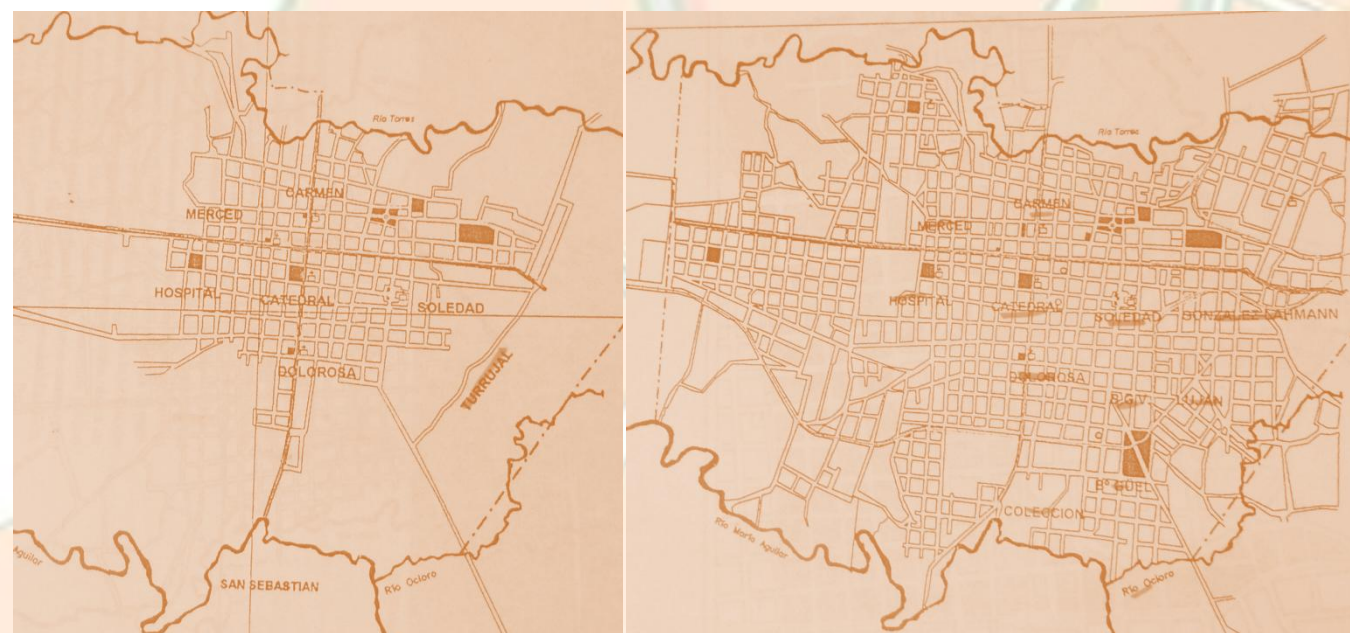 Río Torres
CARMEN
MERCED
HOSPITAL
CATEDRAL
SOLEDAD
DOLOROSA
TURRUJAL
Aguilar
SAN SEBASTIAN
Río Ocloro
Río Torres
CARMEN
MERCED
HOSPITAL
CATEDRAL
SOLEDAD
GONZALEZ LAHMANN
DOLOROSA
LUJAN
COLECCION
Río María Aguilar
Río Ocloro